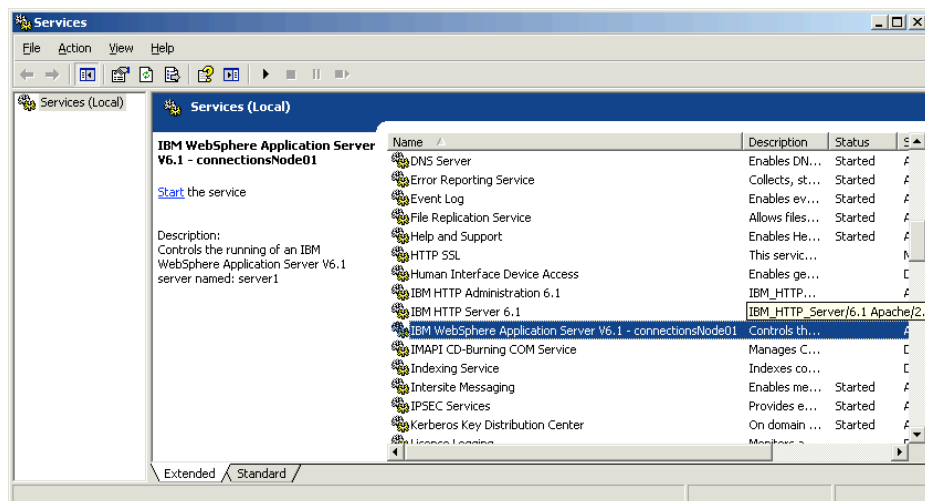 Services
File Action View Help
Services (Local)
Services (Local)
IBM WebSphere Application Server
V6.1 - connectionsNode01
Start the service
Description:
Controls the running of an IBM
WebSphere Application Server V6.1
server named: server1
Name Description Status S
DNS Server Enables DN... Started A
Error Reporting Service Collects, st... Started A
Event Log Enables ev... Started A
File Replication Service Allows files... Started A
Help and Support Enables He... Started A
HTTP SSL This servic... M
Human Interface Device Access Enables ge... D
IBM HTTP Administration 6.1 IBM_HTTP... A
IBM HTTP Server 6.1 IBM_HTTP_Server/6.1 Apache/2.
IBM WebSphere Application Server V6.1 - connectionsNode01 Controls th... A
IMAPI CD-Burning COM Service Manages C... D
Indexing Service Indexes co... D
Intersite Messaging Enables me... Started A
IPSEC Services Provides e... Started A
Kerberos Key Distribution Center On domain ... Started A
License Logging Monitors a
Extended Standard